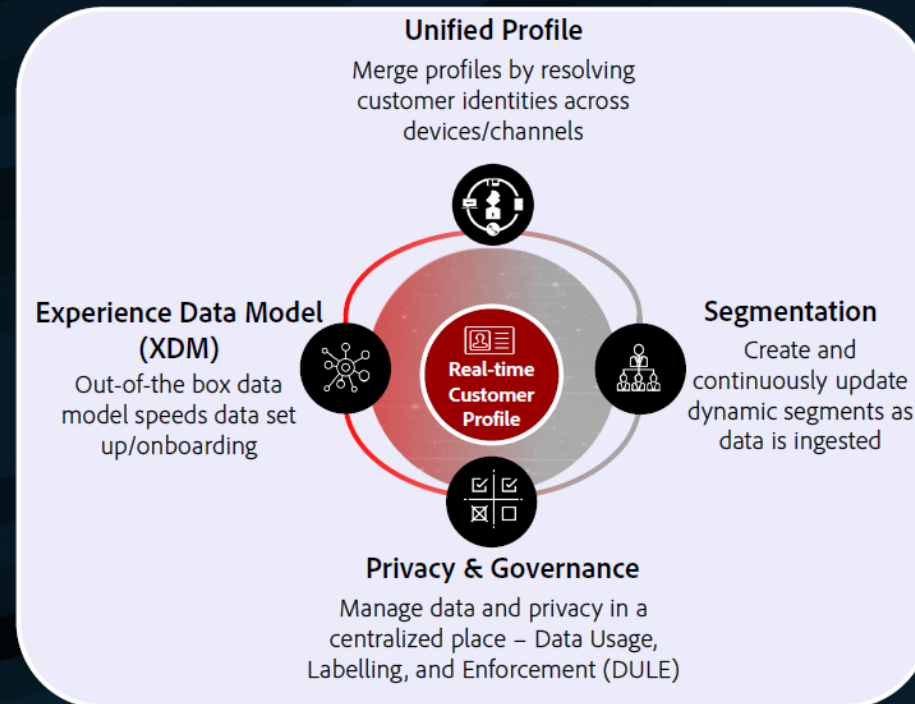 Unified Profile
Merge profiles by resolving
customer identities across
devices/channels
Experience Data Model
(XDM)
Out-of-the box data
model speeds data set
up/onboarding
Real-time
Customer
Profile
Segmentation
Create and
continuously update
dynamic segments as
data is ingested
Privacy & Governance
Manage data and privacy in a
centralized place – Data Usage,
Labelling, and Enforcement (DULE)